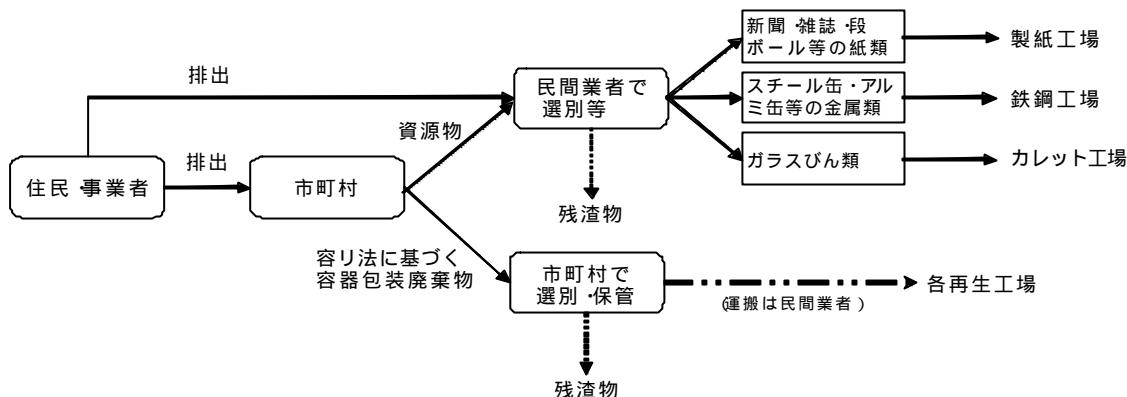 排出
住民・事業者
排出
市町村
資源物
民間業者で
選別等
残渣物
新聞・雑誌・段
ボール等の紙類
製紙工場
スチール缶・アル
ミ缶等の金属類
鉄鋼工場
ガラスびん類
カレット工場
容リ法に基づく
容器包装廃棄物
市町村で
選別・保管
(運搬は民間業者)
各再生工場
残渣物